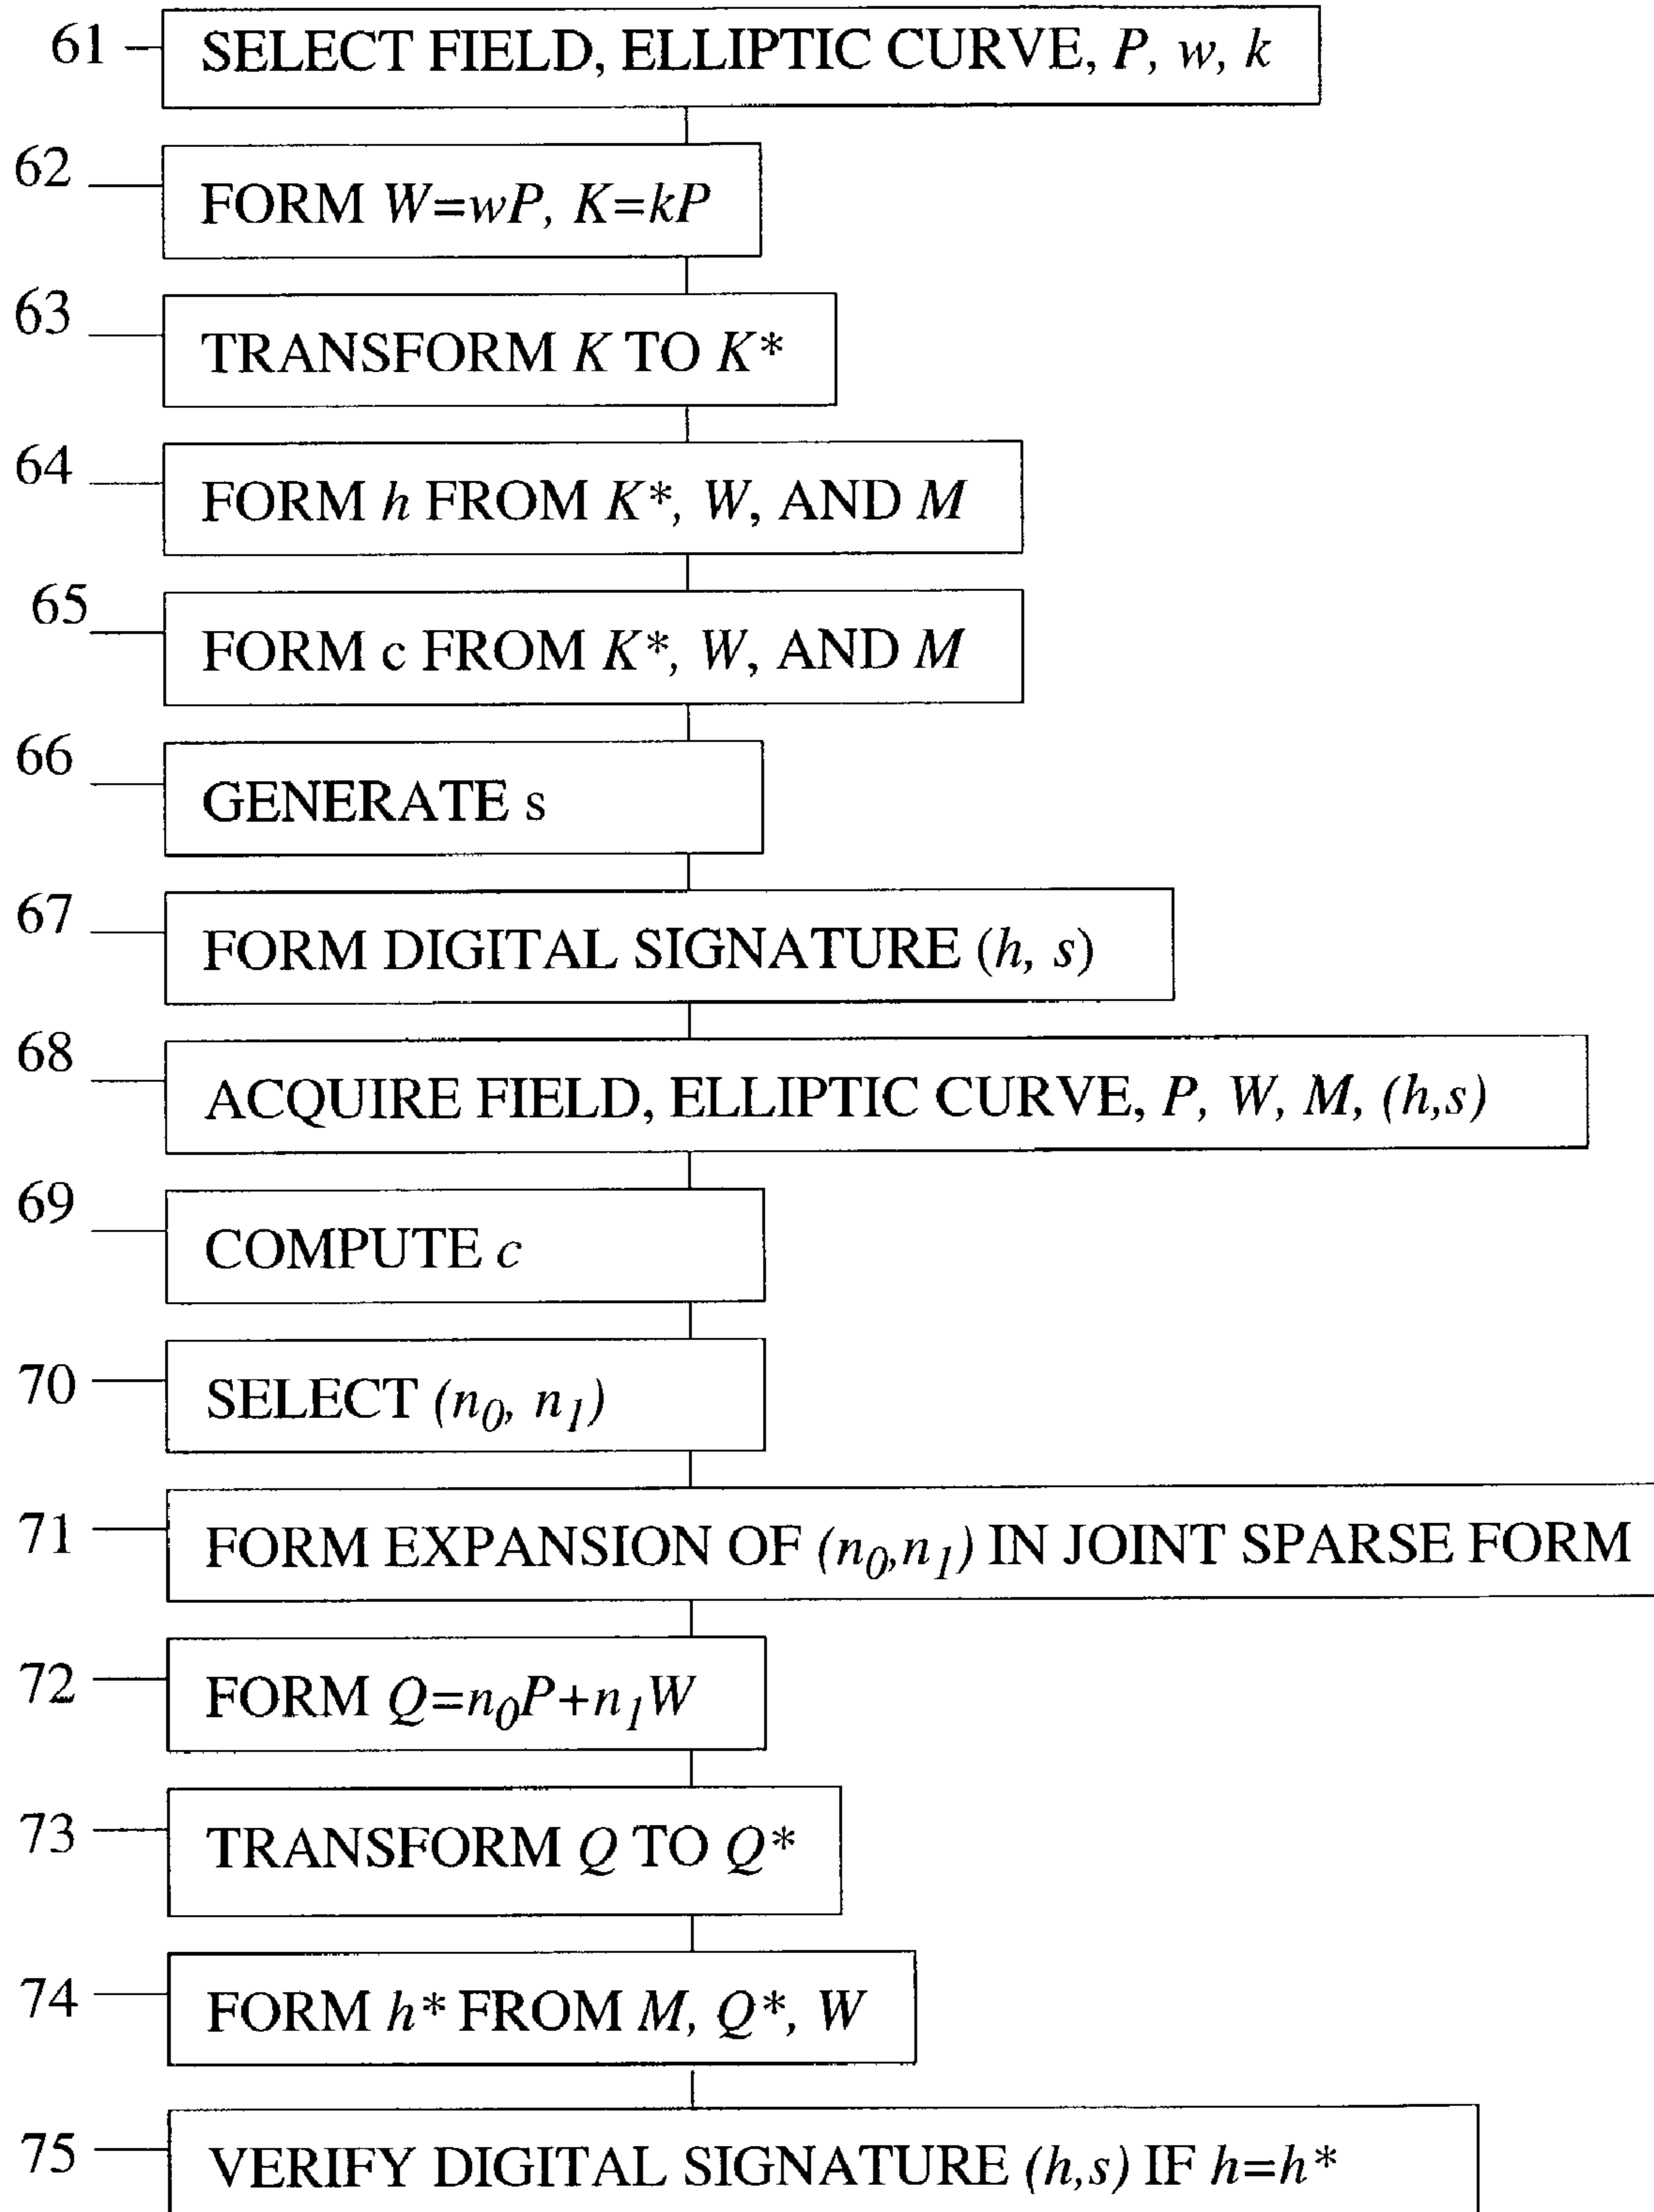 61 SELECT FIELD, ELLIPTIC CURVE, P, w, k
62 FORM W=wP, K=kP
63 TRANSFORM K TO K*
64 FORM h FROM K*, W, AND M
65 FORM c FROM K*, W, AND M
66 GENERATE s
67 FORM DIGITAL SIGNATURE (h, s)
68 ACQUIRE FIELD, ELLIPTIC CURVE, P, W, M, (h,s)
69 COMPUTE c
70 SELECT (n₀, n₁)
71 FORM EXPANSION OF (n₀,n₁) IN JOINT SPARSE FORM
72 FORM Q=n₀P+n₁W
73 TRANSFORM Q TO Q*
74 FORM h* FROM M, Q*, W
75 VERIFY DIGITAL SIGNATURE (h,s) IF h=h*